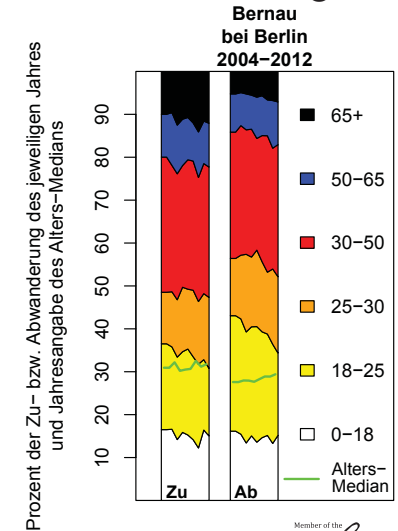 Bernau
bei Berlin
2004−2012
Prozent der Zu− bzw. Abwanderung des jeweiligen Jahres
und Jahresangabe des Alters−Medians
90
80
70
60
50
40
30
20
10
Zu
Ab
65+
50−65
30−50
25−30
18−25
0−18
Alters−
Median
Member of the